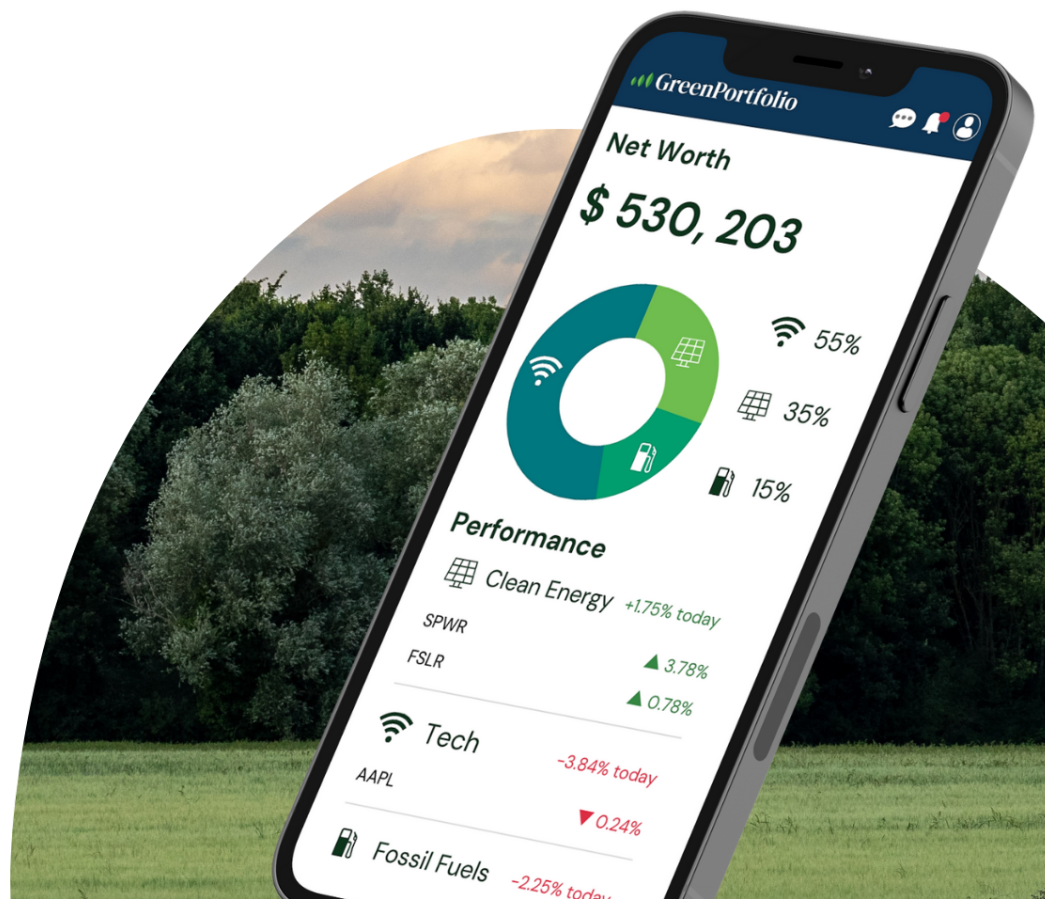 GreenPortfolio
Net Worth
$ 530, 203
55%
35%
15%
Performance
Clean Energy +1.75% today
SPWR ▲ 3.78%
FSLR ▲ 0.78%
Tech -3.84% today
AAPL ▼ 0.24%
Fossil Fuels -2.25% today